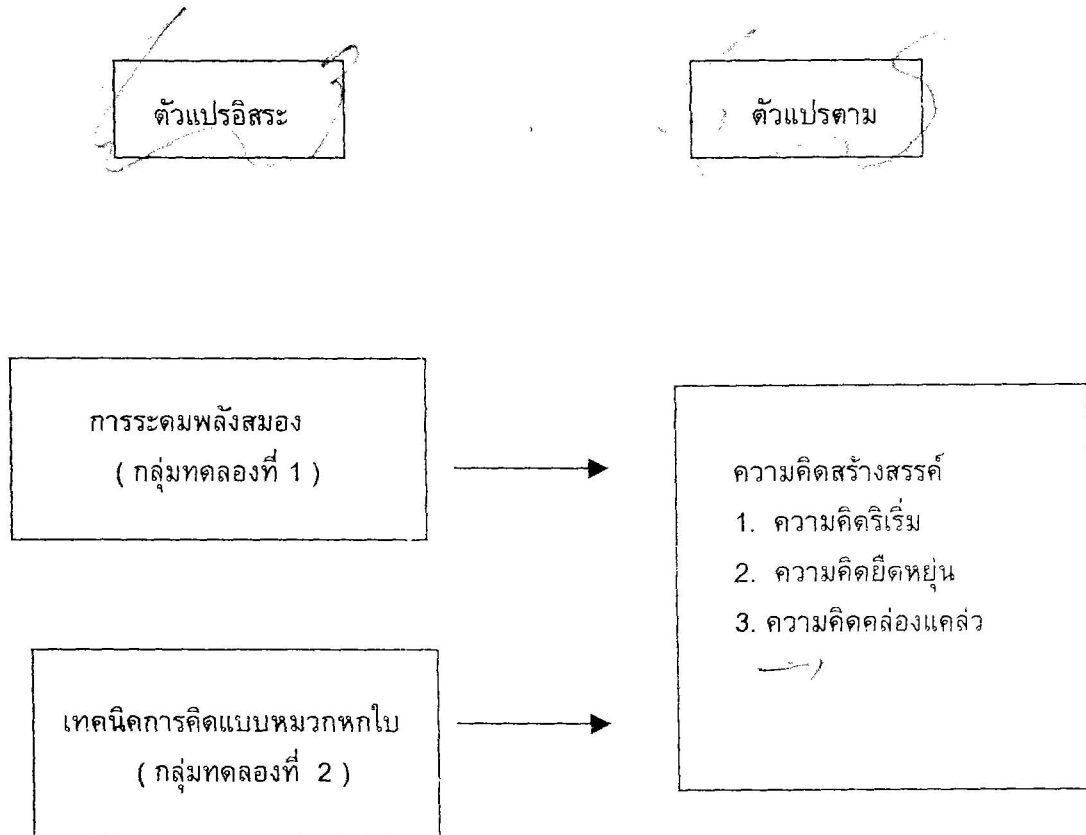 ตัวแปรอิสระ
ตัวแปรตาม
การระดมพลังสมอง
( กลุ่มทดลองที่ 1 )
เทคนิคการคิดแบบหมวกหกใบ
( กลุ่มทดลองที่ 2 )
ความคิดสร้างสรรค์
1. ความคิดริเริ่ม
2. ความคิดยืดหยุ่น
3. ความคิดคล่องแคล่ว